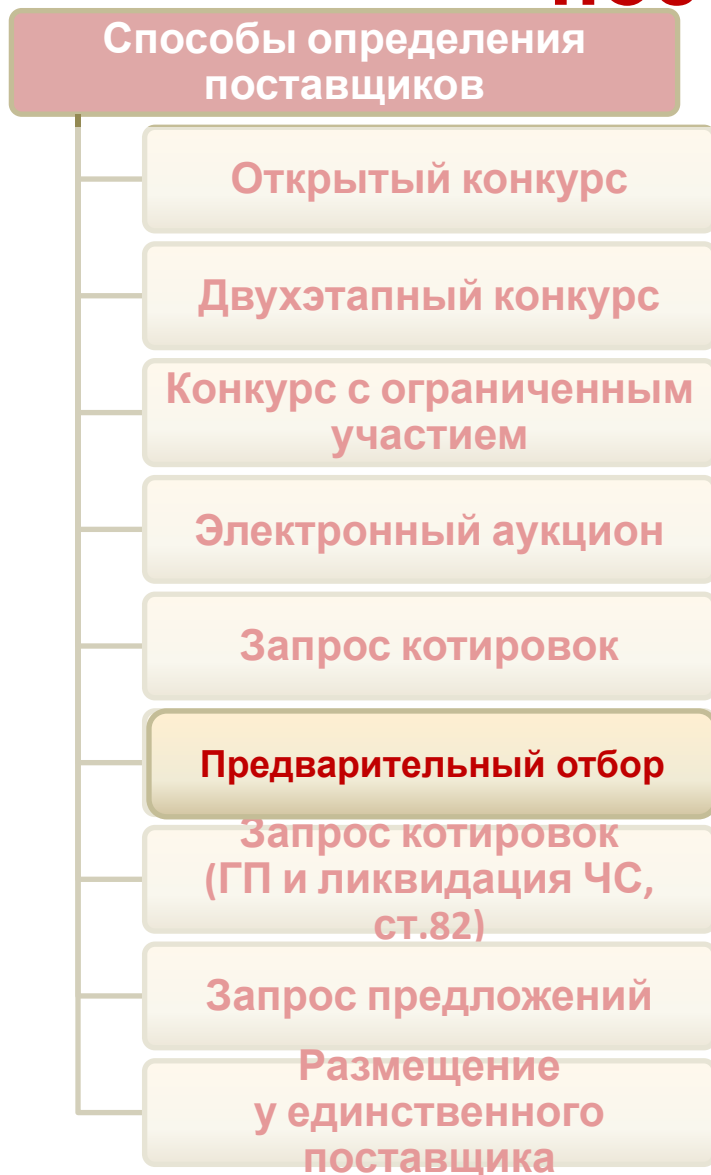 Способы определения
поставщиков
Открытый конкурс
Двухэтапный конкурс
Конкурс с ограниченным
участием
Электронный аукцион
Запрос котировок
Предварительный отбор
Запрос котировок
(ГП и ликвидация ЧС,
ст.82)
Запрос предложений
Размещение
у единственного
поставщика